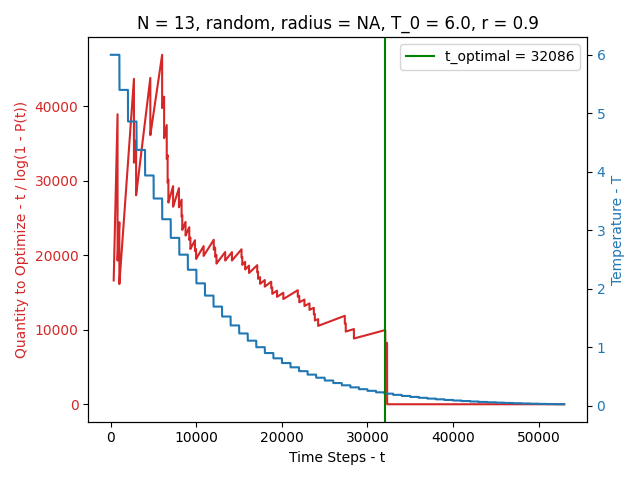 N = 13, random, radius = NA, T_0 = 6.0, r = 0.9
t_optimal = 32086
Quantity to Optimize - t / log(1 - P(t))
40000
30000
20000
10000
0
6
5
4
3
2
1
0
Temperature - T
0 10000 20000 30000 40000 50000
Time Steps - t